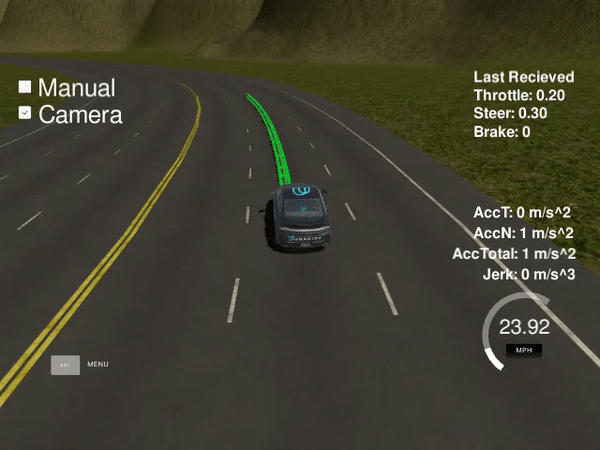 Manual
Camera
Last Recieved
Throttle: 0.20
Steer: 0.30
Brake: 0
AccT: 0 m/s^2
AccN: 1 m/s^2
AccTotal: 1 m/s^2
Jerk: 0 m/s^3
23.92
MPH
ESC MENU